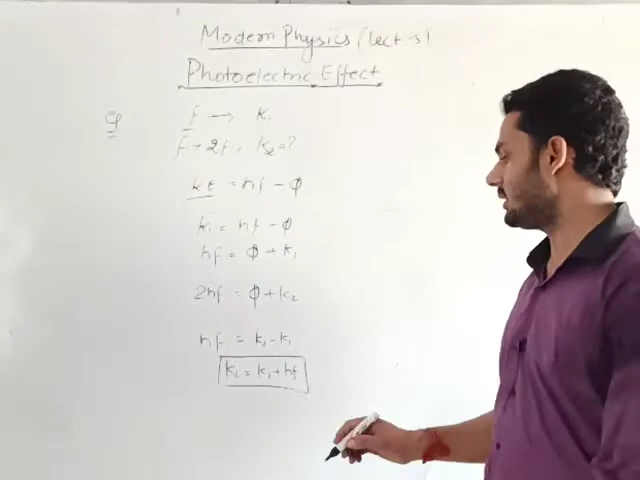 Modern Physics (Lect-5)
Photoelectric Effect
Q f → K₁
f → 2f, K₂ = ?
KE = hf - Φ
K₁ = hf - Φ
hf = Φ + K₁
2hf = Φ + K₂
hf = K₂ - K₁
K₂ = K₁ + hf